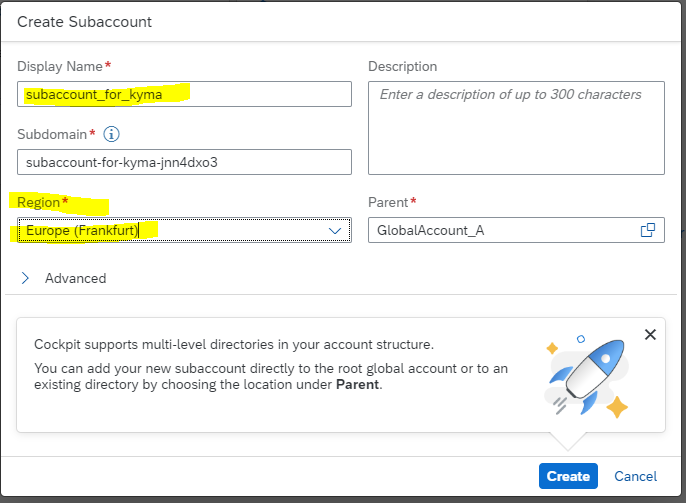 Create Subaccount
Display Name*
Description
subaccount_for_kyma
Enter a description of up to 300 characters
Subdomain*
subaccount-for-kyma-jnn4dxo3
Region*
Parent*
Europe (Frankfurt)
GlobalAccount_A
Advanced
Cockpit supports multi-level directories in your account structure.
You can add your new subaccount directly to the root global account or to an
existing directory by choosing the location under Parent.
Create
Cancel